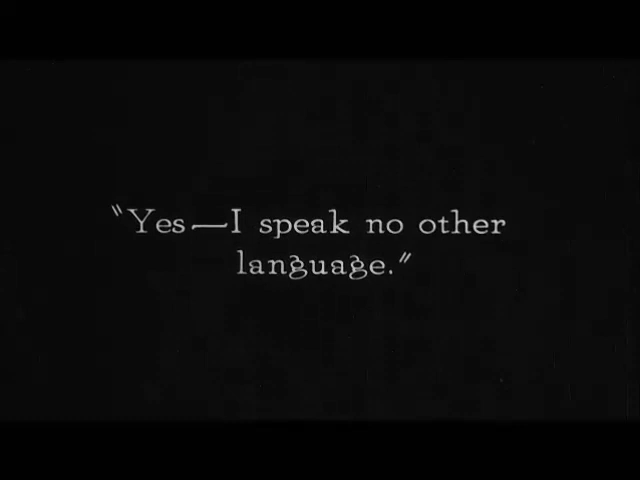 "Yes—I speak no other
language."